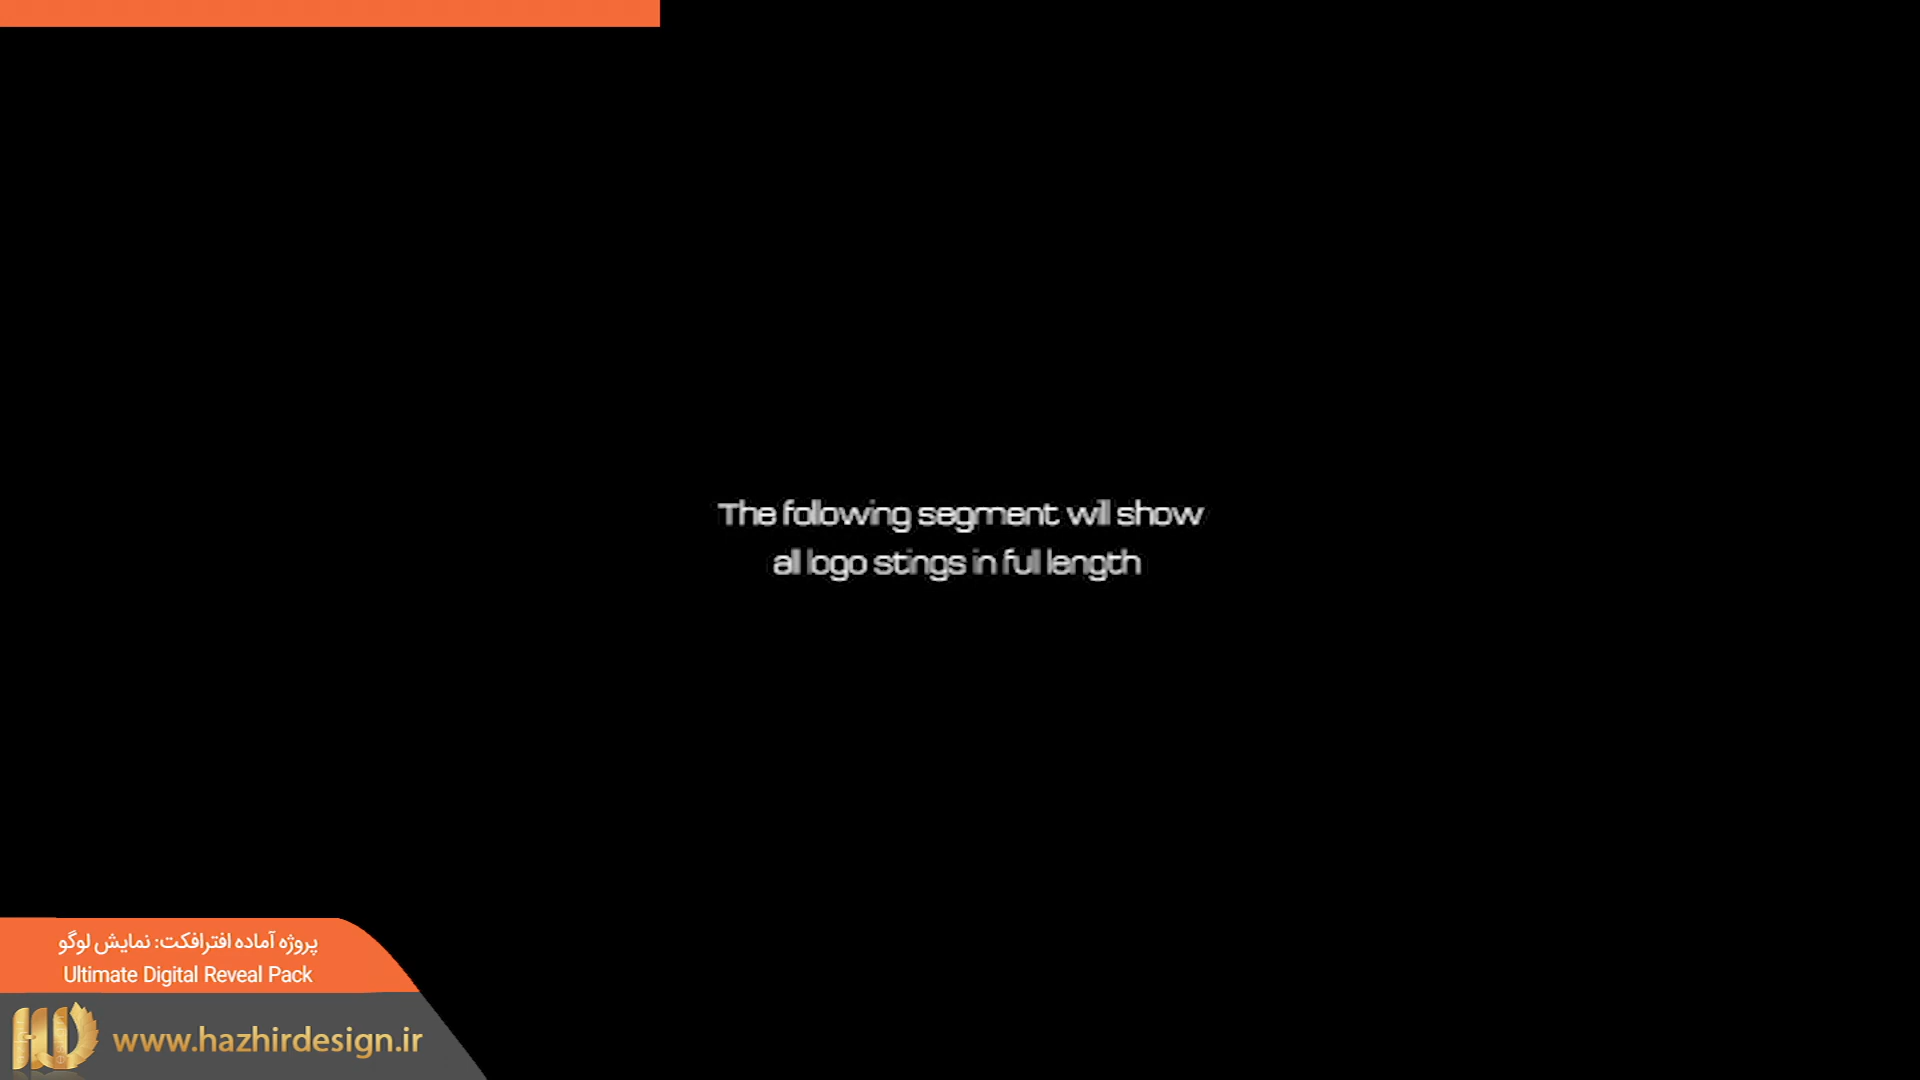 The following segment will show
all logo stings in full length
پروژه آماده افترافکت: نمایش لوگو
Ultimate Digital Reveal Pack
www.hazhirdesign.ir